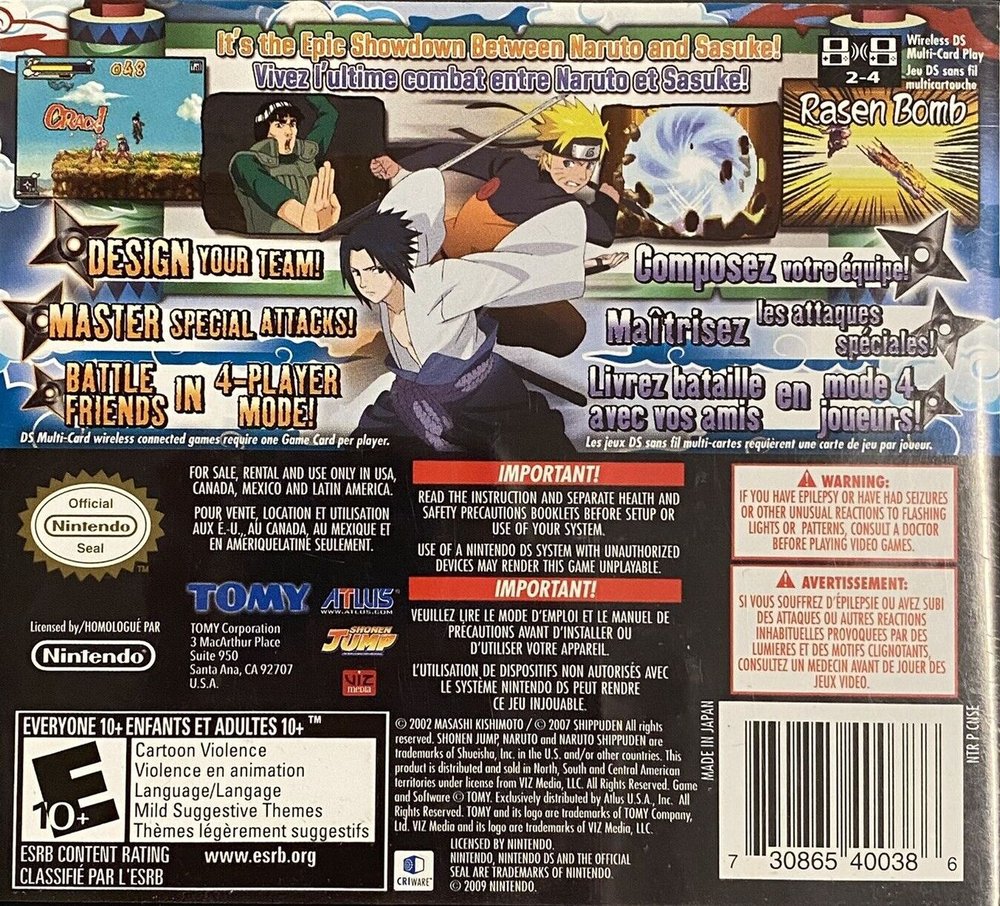 It's the Epic Showdown Between Naruto and Sasuke!
Vivez l'ultime combat entre Naruto et Sasuke!
048
CRACK!
2-4
Wireless DS
Multi-Card Play
Jeu DS sans fil
multicartouche
Rasen Bomb
DESIGN YOUR TEAM!
MASTER SPECIAL ATTACKS!
BATTLE FRIENDS IN 4-PLAYER MODE!
DS Multi-Card wireless connected games require one Game Card per player.
Composez votre équipe!
Maîtrisez les attaques spéciales!
Livrez bataille avec vos amis en mode 4 joueurs!
Les jeux DS sans fil multi-cartes requièrent une carte de jeu par joueur.
Official
Nintendo
Seal
TM
FOR SALE, RENTAL AND USE ONLY IN USA,
CANADA, MEXICO AND LATIN AMERICA.
POUR VENTE, LOCATION ET UTILISATION
AUX E.-U., AU CANADA, AU MEXIQUE ET
EN AMÉRIQUELATINE SEULEMENT.
Licensed by/HOMOLOGUÉ PAR
Nintendo®
TOMY
ATLUS®
WWW.ATLUS.COM
TOMY Corporation
3 MacArthur Place
Suite 950
Santa Ana, CA 92707
U.S.A.
SHONEN
JUMP
VIZ
media
IMPORTANT!
READ THE INSTRUCTION AND SEPARATE HEALTH AND
SAFETY PRECAUTIONS BOOKLETS BEFORE SETUP OR
USE OF YOUR SYSTEM.
USE OF A NINTENDO DS SYSTEM WITH UNAUTHORIZED
DEVICES MAY RENDER THIS GAME UNPLAYABLE.
IMPORTANT!
VEUILLEZ LIRE LE MODE D'EMPLOI ET LE MANUEL DE
PRÉCAUTIONS AVANT D'INSTALLER OU
D'UTILISER VOTRE APPAREIL.
L'UTILISATION DE DISPOSITIFS NON AUTORISÉS AVEC
LE SYSTÈME NINTENDO DS PEUT RENDRE
CE JEU INJOUABLE.
WARNING:
IF YOU HAVE EPILEPSY OR HAVE HAD SEIZURES
OR OTHER UNUSUAL REACTIONS TO FLASHING
LIGHTS OR PATTERNS, CONSULT A DOCTOR
BEFORE PLAYING VIDEO GAMES.
AVERTISSEMENT:
SI VOUS SOUFFREZ D'ÉPILEPSIE OU AVEZ SUBI
DES ATTAQUES OU AUTRES RÉACTIONS
INHABITUELLES PROVOQUÉES PAR DES
LUMIÈRES ET DES MOTIFS CLIGNOTANTS,
CONSULTEZ UN MÉDECIN AVANT DE JOUER DES
JEUX VIDEO.
EVERYONE 10+ ENFANTS ET ADULTES 10+ ™
E
10+
Cartoon Violence
Violence en animation
Language/Langage
Mild Suggestive Themes
Thèmes légèrement suggestifs
ESRB CONTENT RATING www.esrb.org
CLASSIFIÉ PAR L'ESRB
© 2002 MASASHI KISHIMOTO / © 2007 SHIPPUDEN All rights
reserved. SHONEN JUMP, NARUTO and NARUTO SHIPPUDEN are
trademarks of Shueisha, Inc. in the U.S. and/or other countries. This
product is distributed and sold in North, South and Central American
territories under license from VIZ Media, LLC. All Rights Reserved. Game
and Software © TOMY. Exclusively distributed by Atlus U.S.A., Inc. All
Rights Reserved. TOMY and its logo are trademarks of TOMY Company,
Ltd. VIZ Media and its logo are trademarks of VIZ Media, LLC.
CRIWARE™
LICENSED BY NINTENDO.
NINTENDO, NINTENDO DS AND THE OFFICIAL
SEAL ARE TRADEMARKS OF NINTENDO.
© 2009 NINTENDO.
MADE IN JAPAN
NTR P CNSE
7 30865 40038 6